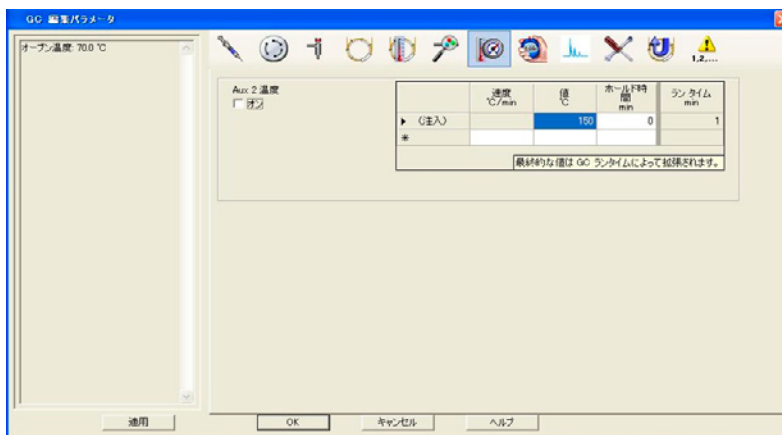 GC 編集パラメータ
オーブン温度: 70.0 ℃
1,2,...
Aux 2 温度
オン
速度
℃/min
値
℃
ホールド時間
min
ラン タイム
min
(注入)
150
0
1
*
最終的な値は GC ランタイムによって拡張されます。
適用
OK
キャンセル
ヘルプ